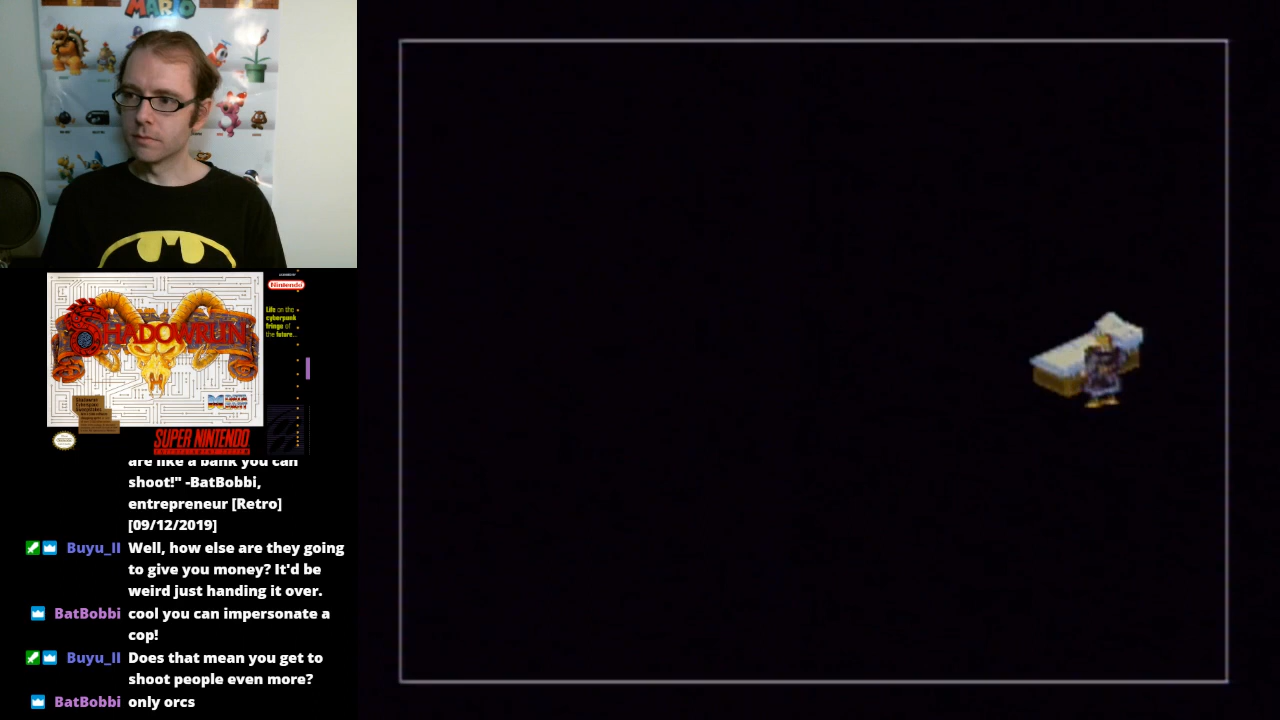 MARIO
Nintendo
Life on the
cyberpunk
fringe of
the future...
SHADOWRUN
SUPER NINTENDO
ENTERTAINMENT SYSTEM
are like a bank you can
shoot!" -BatBobbi,
entrepreneur [Retro]
[09/12/2019]
Buyu_II Well, how else are they going
to give you money? It'd be
weird just handing it over.
BatBobbi cool you can impersonate a
cop!
Buyu_II Does that mean you get to
shoot people even more?
BatBobbi only orcs